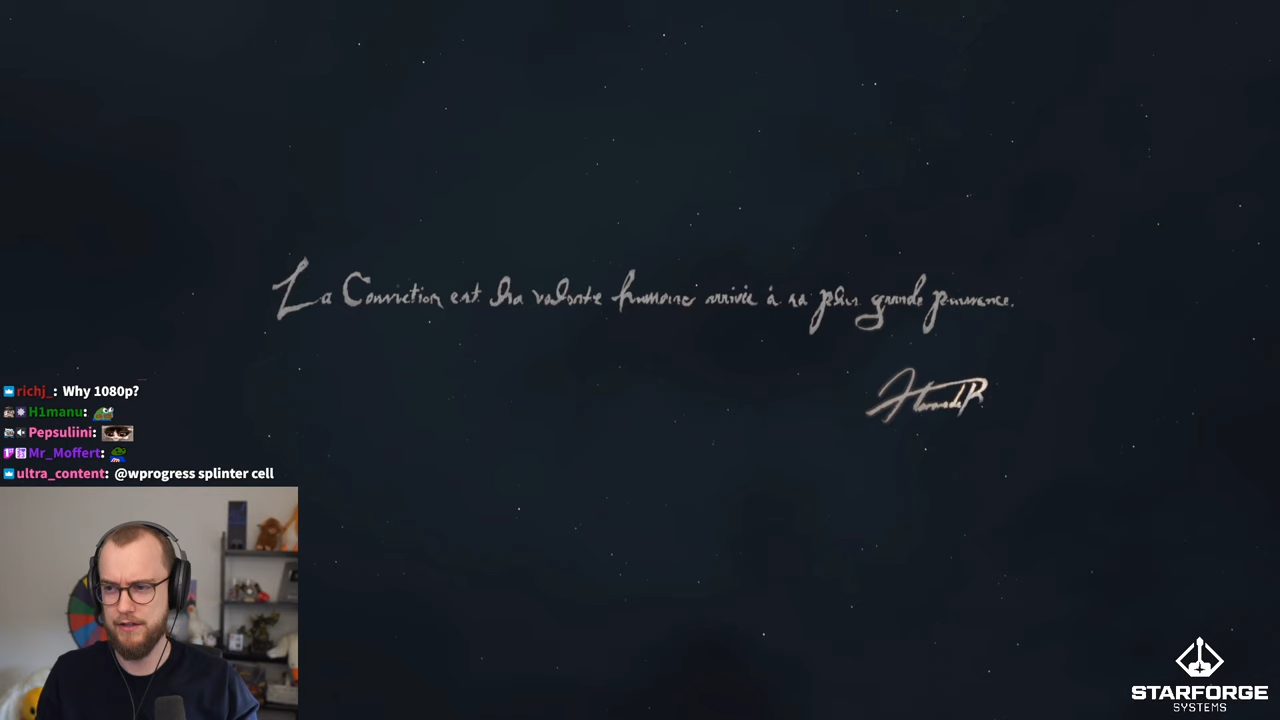 La Conviction est la volonté humaine arrivée à sa plus grande puissance.
richj_: Why 1080p?
H1manu:
Pepsuliini:
Mr_Moffert:
ultra_content: @wprogress splinter cell
STARFORGE
SYSTEMS